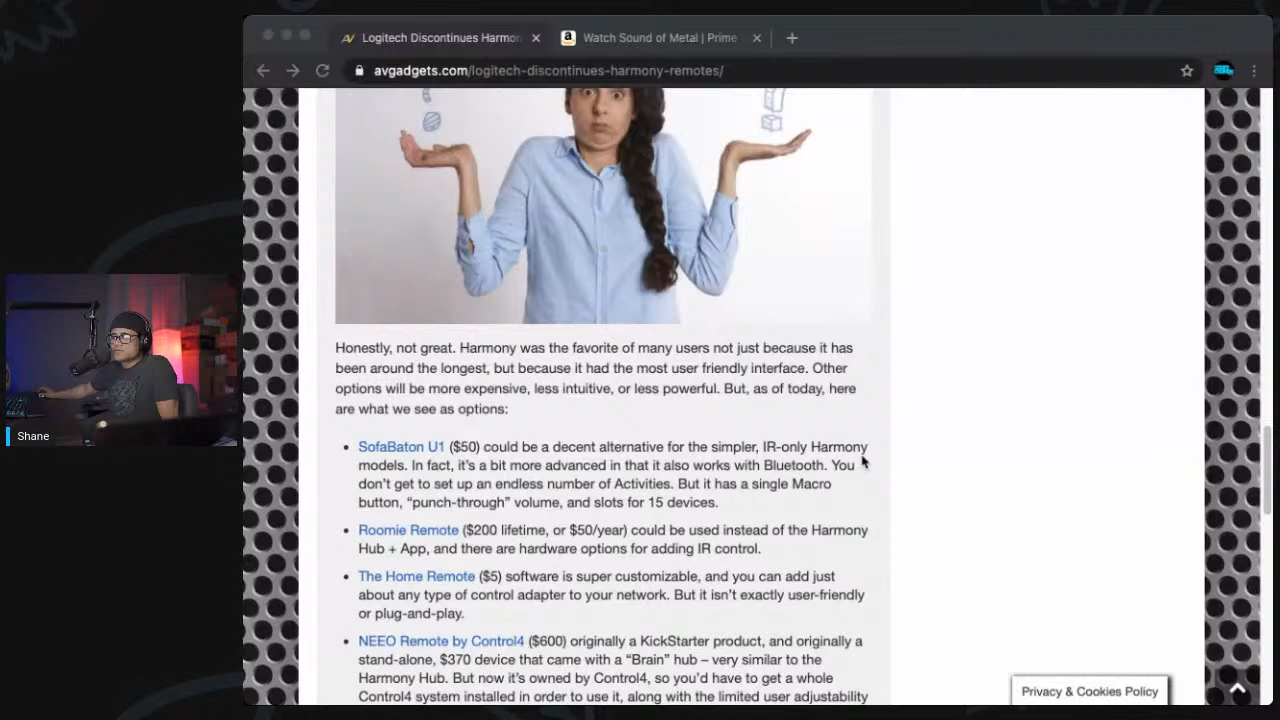 Logitech Discontinues Harmon
Watch Sound of Metal | Prime
avgadgets.com/logitech-discontinues-harmony-remotes/
Honestly, not great. Harmony was the favorite of many users not just because it has
been around the longest, but because it had the most user friendly interface. Other
options will be more expensive, less intuitive, or less powerful. But, as of today, here
are what we see as options:
SofaBaton U1 ($50) could be a decent alternative for the simpler, IR-only Harmony
models. In fact, it's a bit more advanced in that it also works with Bluetooth. You
don't get to set up an endless number of Activities. But it has a single Macro
button, “punch-through” volume, and slots for 15 devices.
Roomie Remote ($200 lifetime, or $50/year) could be used instead of the Harmony
Hub + App, and there are hardware options for adding IR control.
The Home Remote ($5) software is super customizable, and you can add just
about any type of control adapter to your network. But it isn't exactly user-friendly
or plug-and-play.
NEEO Remote by Control4 ($600) originally a KickStarter product, and originally a
stand-alone, $370 device that came with a “Brain” hub – very similar to the
Harmony Hub. But now it's owned by Control4, so you'd have to get a whole
Control4 system installed in order to use it, along with the limited user adjustability
Privacy & Cookies Policy
Shane